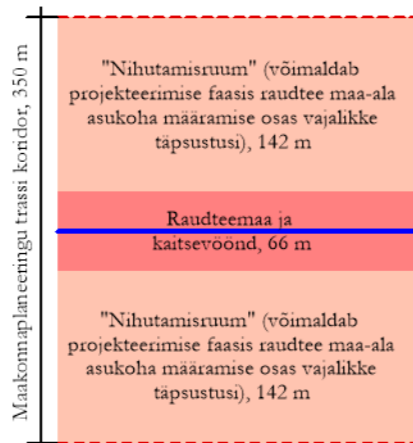 Maakonnaplaneeringu trassi koridor, 350 m
"Nihutamisruum" (võimaldab
projekteerimise faasis raudtee maa-ala
asukoha määramise osas vajalikke
täpsustusi), 142 m
Raudteemaa ja
kaitsevöönd, 66 m
"Nihutamisruum" (võimaldab
projekteerimise faasis raudtee maa-ala
asukoha määramise osas vajalikke
täpsustusi), 142 m